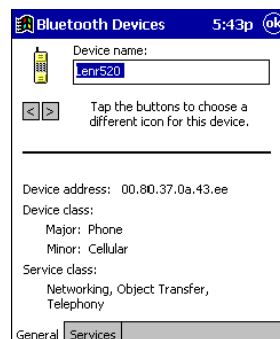 Bluetooth Devices 5:43p ok
Device name:
Lenr520
< >
Tap the buttons to choose a
different icon for this device.
Device address: 00.80.37.0a.43.ee
Device class:
Major: Phone
Minor: Cellular
Service class:
Networking, Object Transfer,
Telephony
General Services